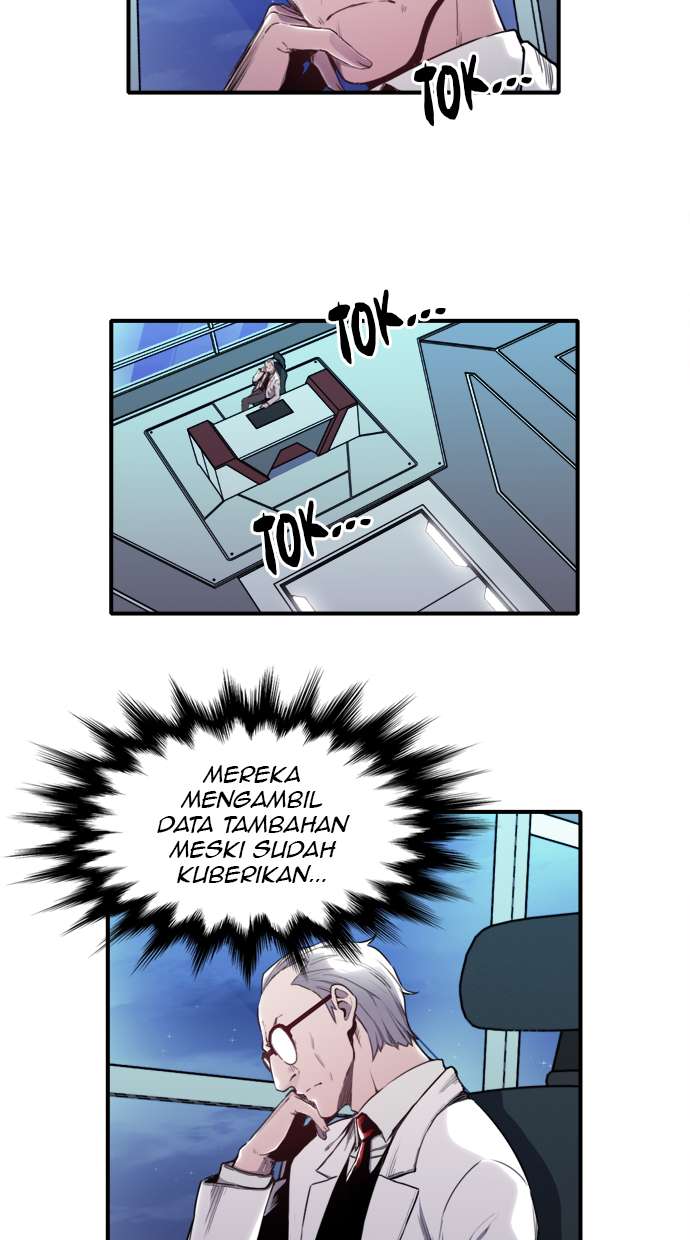 TOK...
TOK...
TOK...
MEREKA
MENGAMBIL
DATA TAMBAHAN
MESKI SUDAH
KUBERIKAN...